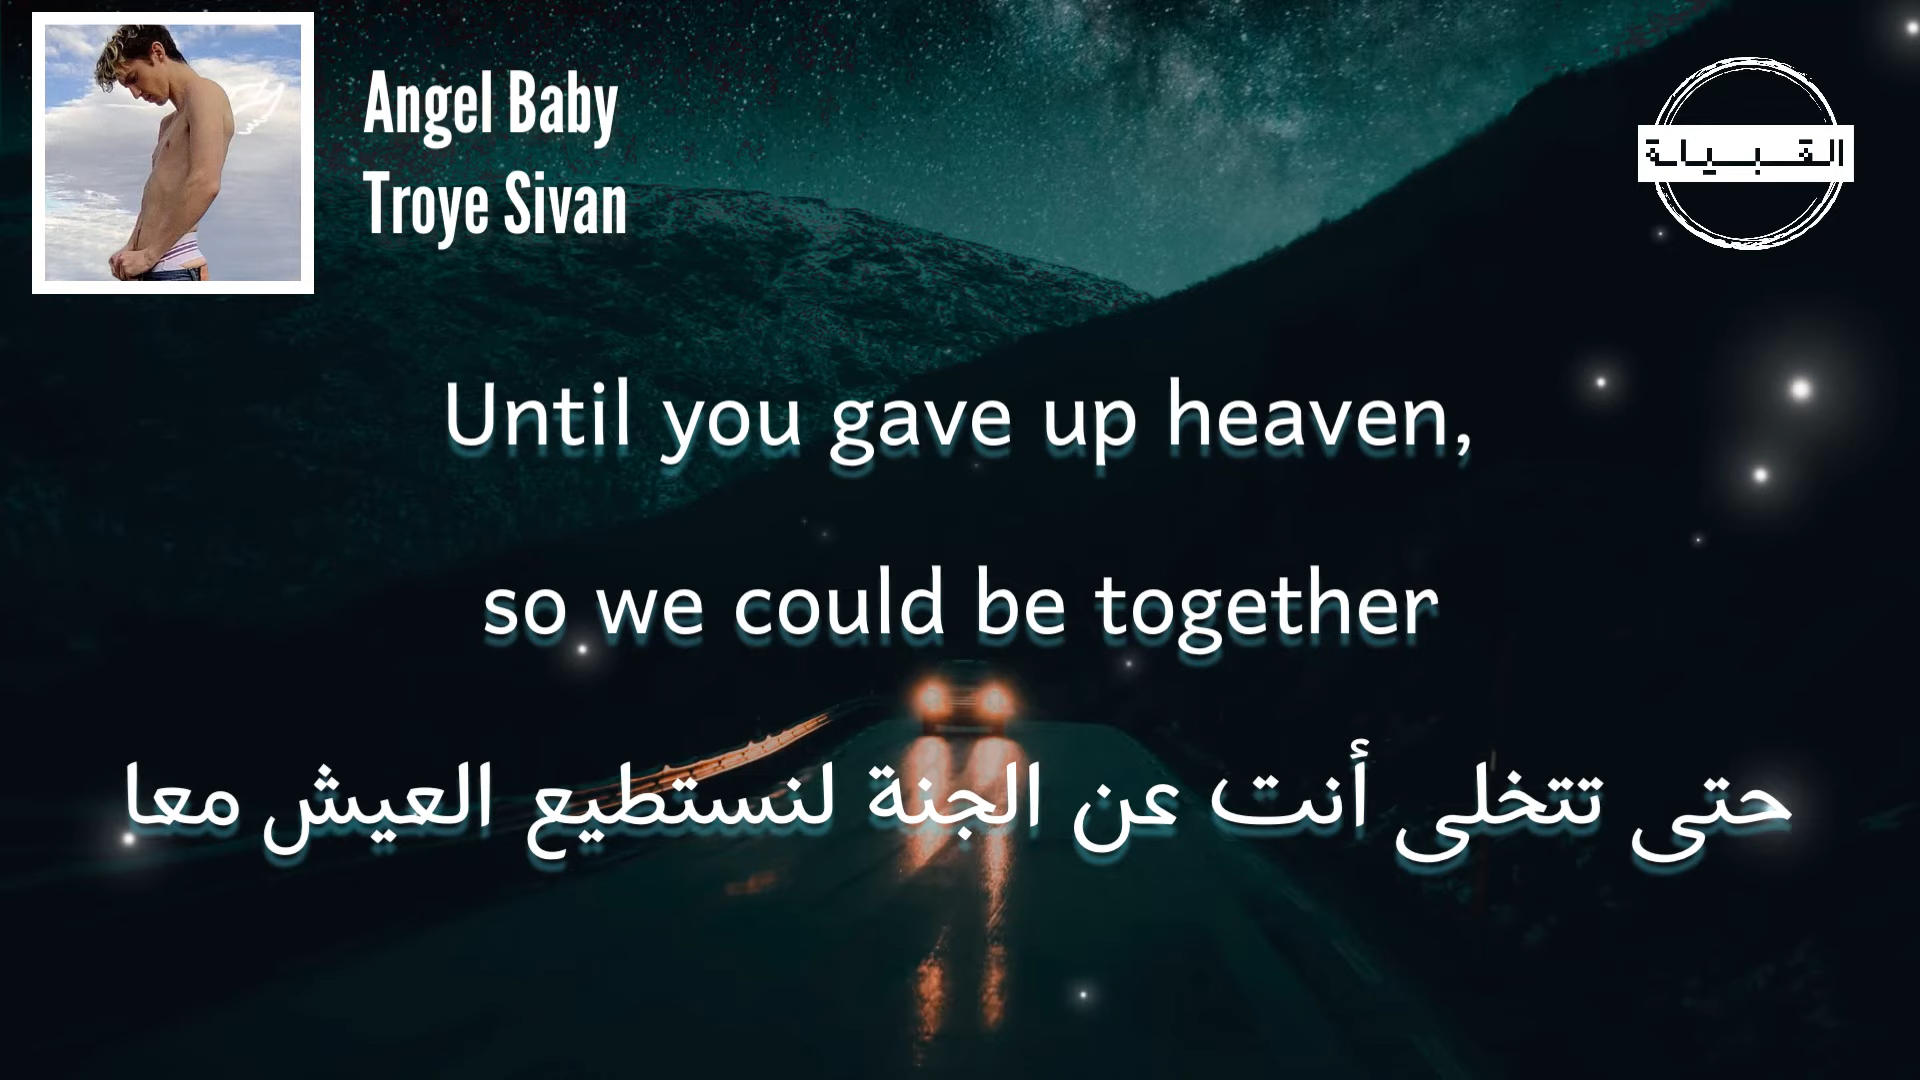 Angel Baby
Troye Sivan
القبيلة
Until you gave up heaven,
so we could be together
حتى تتخلى أنت عن الجنة لنستطيع العيش معا